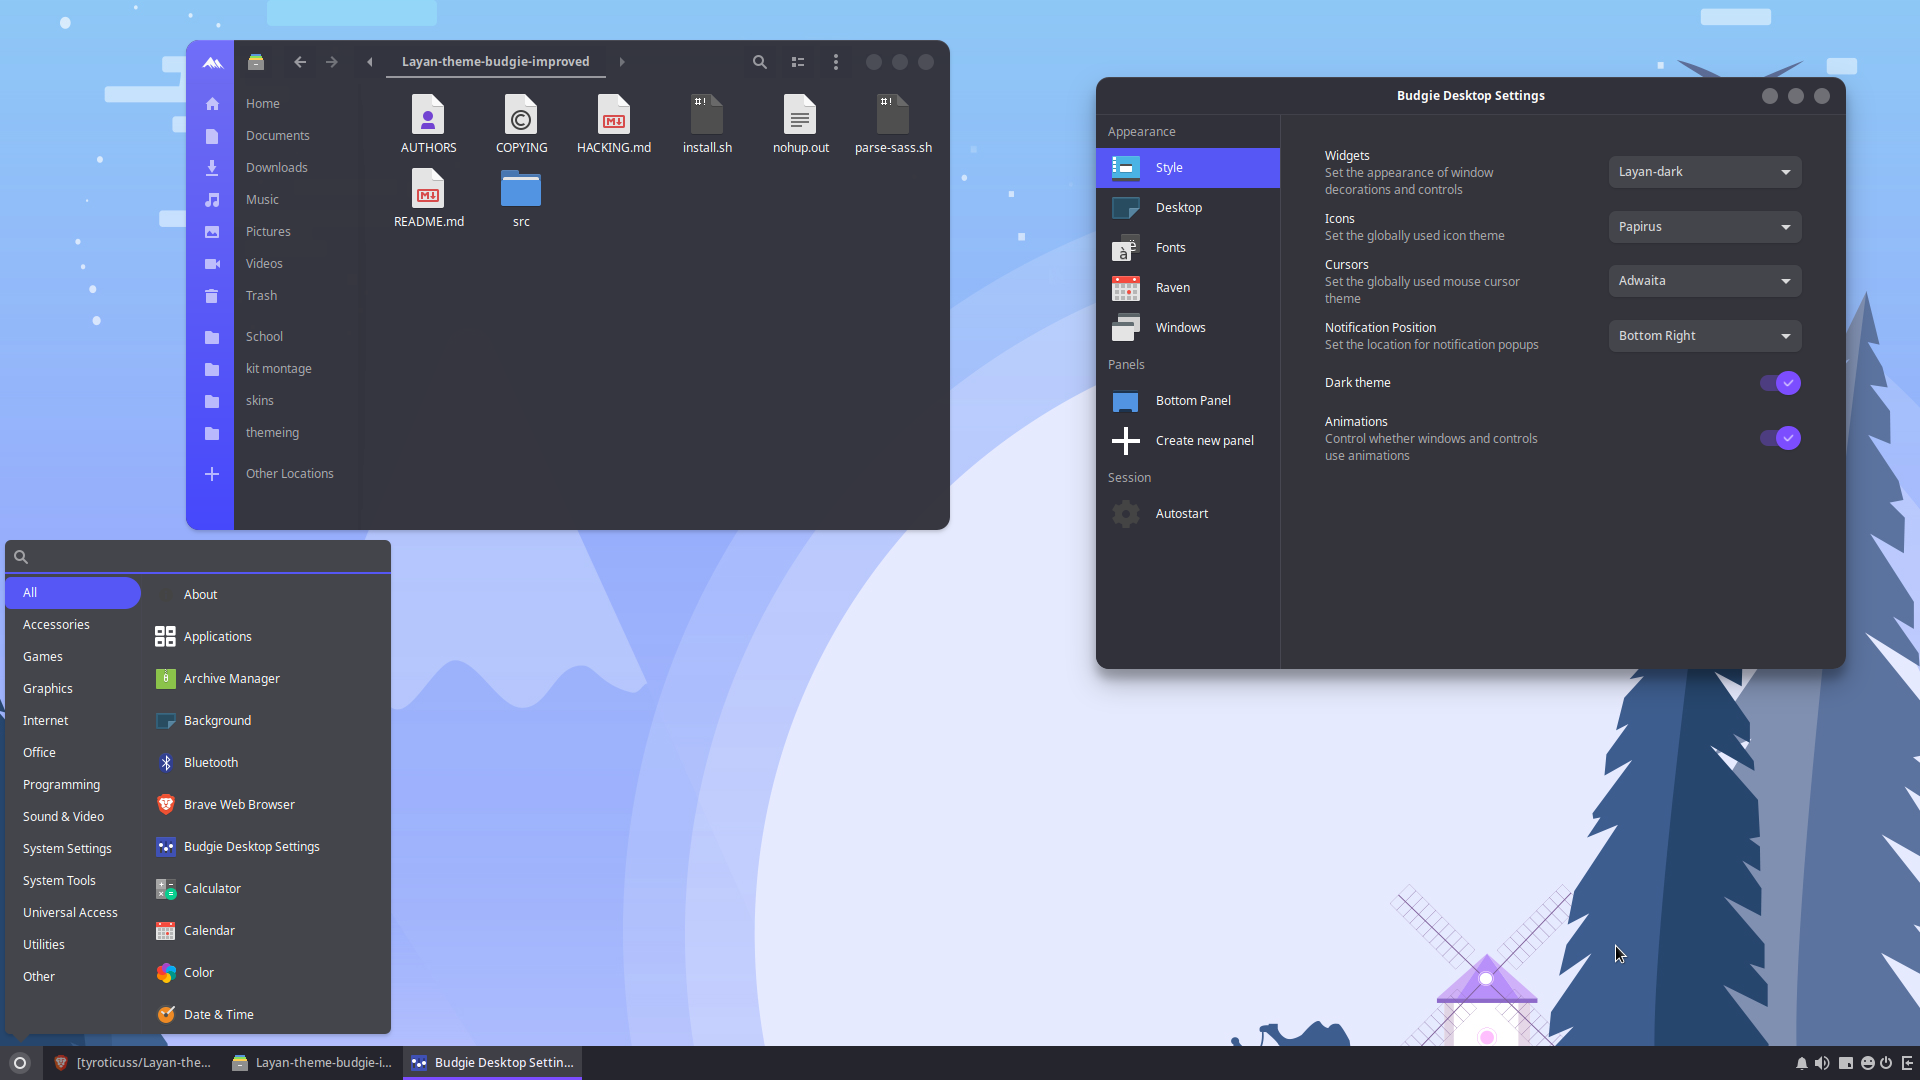 Layan-theme-budgie-improved
Home
Documents
Downloads
Music
Pictures
Videos
Trash
School
kit montage
skins
themeing
Other Locations
AUTHORS
COPYING
HACKING.md
install.sh
nohup.out
parse-sass.sh
README.md
src
Budgie Desktop Settings
Appearance
Style
Desktop
Fonts
Raven
Windows
Panels
Bottom Panel
Create new panel
Session
Autostart
Widgets
Set the appearance of window
decorations and controls
Layan-dark
Icons
Set the globally used icon theme
Papirus
Cursors
Set the globally used mouse cursor
theme
Adwaita
Notification Position
Set the location for notification popups
Bottom Right
Dark theme
Animations
Control whether windows and controls
use animations
All
Accessories
Games
Graphics
Internet
Office
Programming
Sound & Video
System Settings
System Tools
Universal Access
Utilities
Other
About
Applications
Archive Manager
Background
Bluetooth
Brave Web Browser
Budgie Desktop Settings
Calculator
Calendar
Color
Date & Time
[tyroticuss/Layan-the...
Layan-theme-budgie-i...
Budgie Desktop Settin...